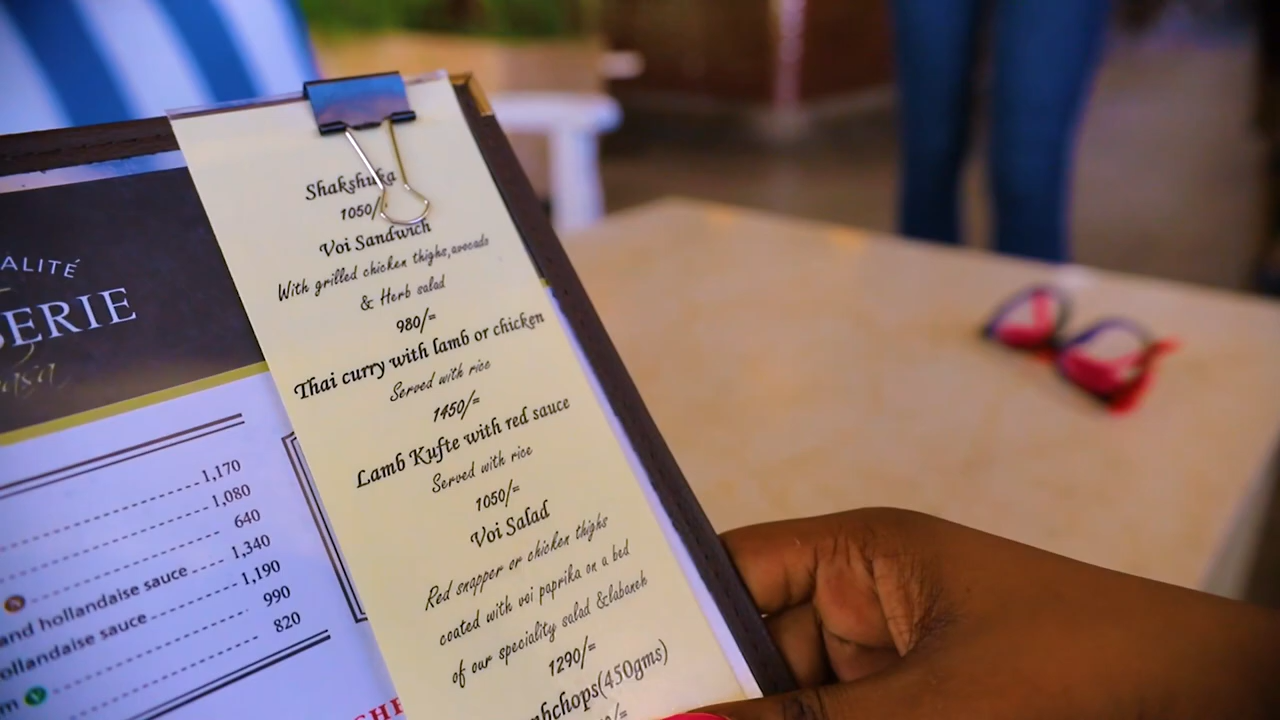 Shakshuka
1050/
Voi Sandwich
With grilled chicken thighs,avocado
& Herb salad
980/=
Thai curry with lamb or chicken
Served with rice
1450/=
Lamb Kufte with red sauce
Served with rice
1050/=
Voi Salad
Red snapper or chicken thighs
coated with voi paprika on a bed
of our speciality salad &labaneh
1290/=
mbchops(450gms)
/=
ALITÉ
SERIE
1,170
1,080
640
1,340
and hollandaise sauce 1,190
ollandaise sauce 990
820
SHE